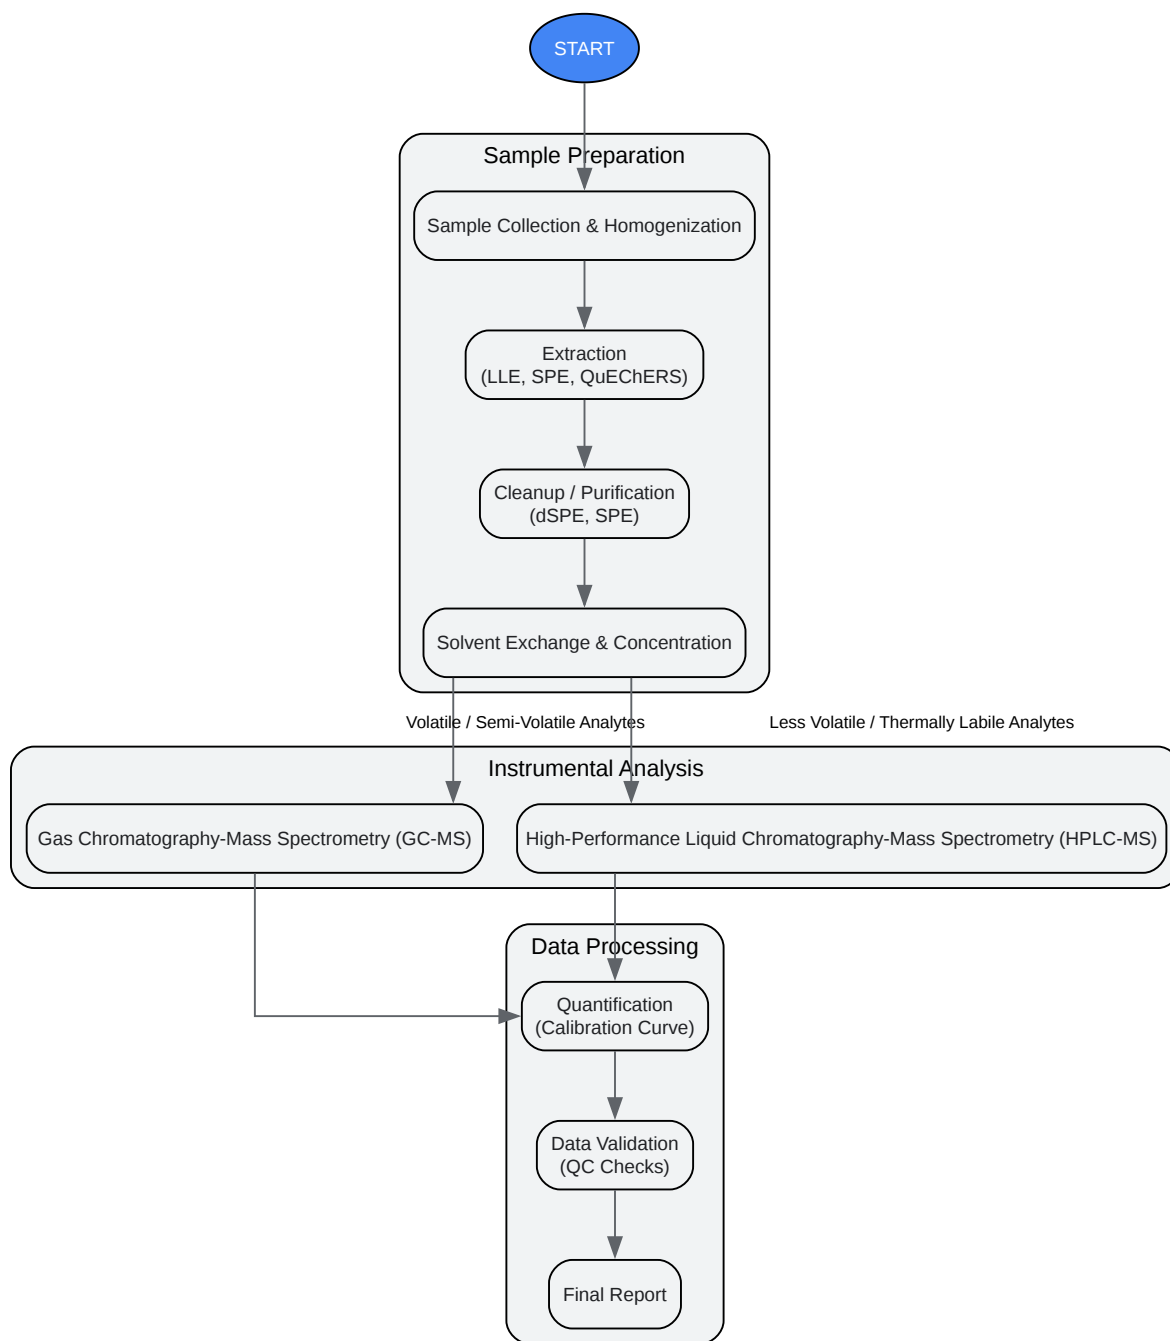 START
Sample Preparation
Sample Collection & Homogenization
Extraction
(LLE, SPE, QuEChERS)
Cleanup / Purification
(dSPE, SPE)
Solvent Exchange & Concentration
Volatile / Semi-Volatile Analytes
Less Volatile / Thermally Labile Analytes
Instrumental Analysis
Gas Chromatography-Mass Spectrometry (GC-MS)
High-Performance Liquid Chromatography-Mass Spectrometry (HPLC-MS)
Data Processing
Quantification
(Calibration Curve)
Data Validation
(QC Checks)
Final Report